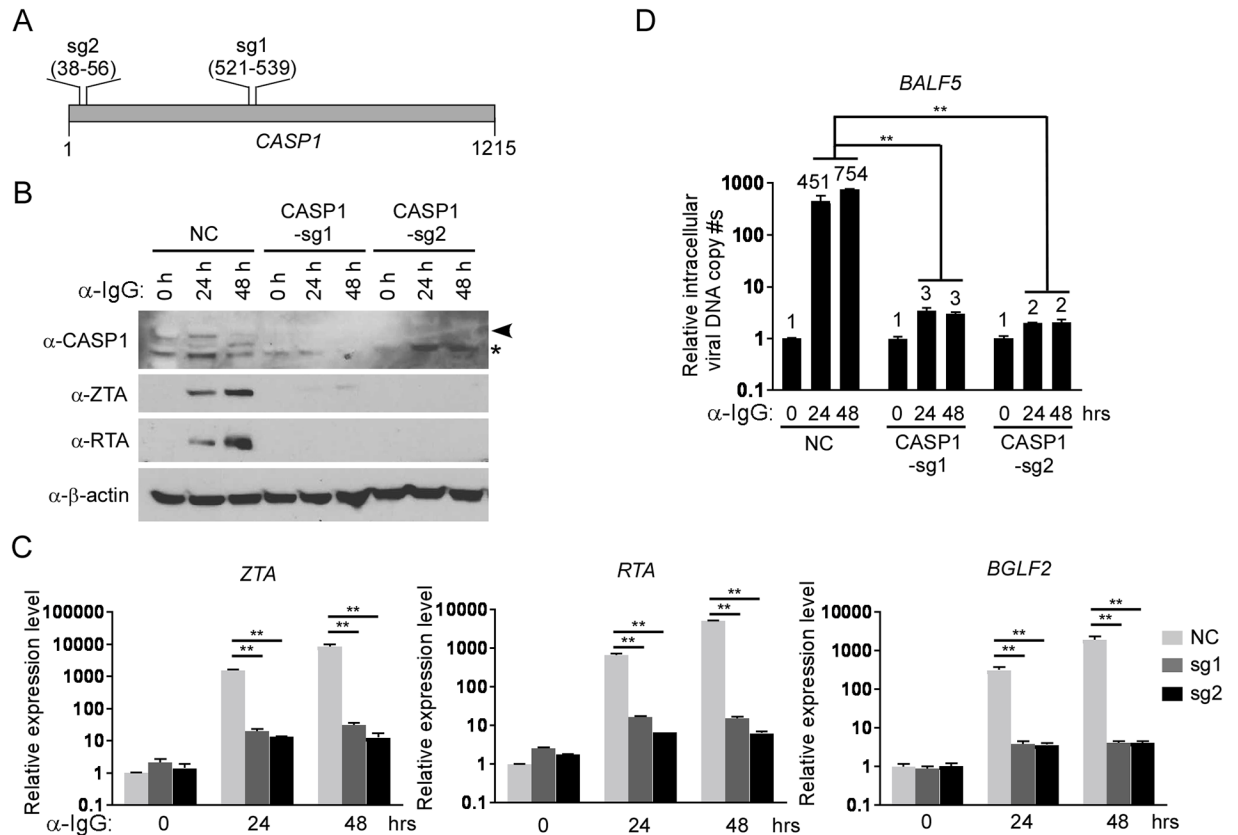 A
sg2
(38-56)
sg1
(521-539)
CASP1
1
1215
B
NC
CASP1
-sg1
CASP1
-sg2
α-IgG:
0 h
24 h
48 h
0 h
24 h
48 h
0 h
24 h
48 h
α-CASP1
*
α-ZTA
α-RTA
α-β-actin
C
ZTA
Relative expression level
100000
10000
1000
100
10
1
0.1
** **
** **
α-IgG:
0 24 48 hrs
RTA
Relative expression level
10000
1000
100
10
1
0.1
** **
** **
0 24 48 hrs
BGLF2
Relative expression level
10000
1000
100
10
1
0.1
** **
** **
0 24 48 hrs
NC
sg1
sg2
D
BALF5
**
**
Relative intracellular
viral DNA copy #s
1000
100
10
1
0.1
1 451 754
1 3 3
1 2 2
α-IgG: 0 24 48 0 24 48 0 24 48 hrs
NC
CASP1
-sg1
CASP1
-sg2